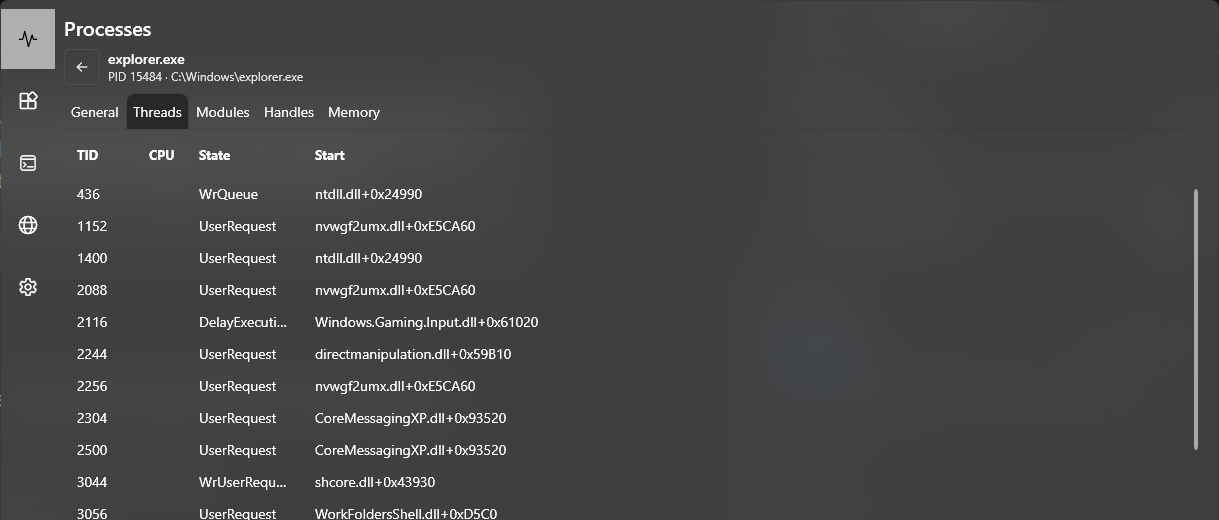 Processes
explorer.exe
PID 15484 · C:\Windows\explorer.exe
General Threads Modules Handles Memory
TID CPU State Start
436 WrQueue ntdll.dll+0x24990
1152 UserRequest nvwgf2umx.dll+0xE5CA60
1400 UserRequest ntdll.dll+0x24990
2088 UserRequest nvwgf2umx.dll+0xE5CA60
2116 DelayExecuti... Windows.Gaming.Input.dll+0x61020
2244 UserRequest directmanipulation.dll+0x59B10
2256 UserRequest nvwgf2umx.dll+0xE5CA60
2304 UserRequest CoreMessagingXP.dll+0x93520
2500 UserRequest CoreMessagingXP.dll+0x93520
3044 WrUserRequ... shcore.dll+0x43930
3056 UserRequest WorkFoldersShell.dll+0xD5C0